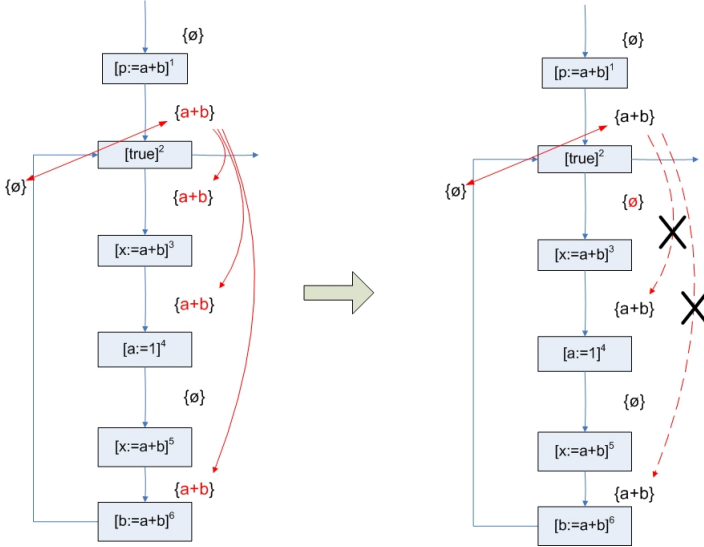 {ø}
[p:=a+b]¹
{a+b}
[true]²
{ø}
{a+b}
[x:=a+b]³
{a+b}
[a:=1]⁴
{ø}
[x:=a+b]⁵
{a+b}
[b:=a+b]⁶
{ø}
[p:=a+b]¹
{a+b}
[true]²
{ø}
{ø}
[x:=a+b]³
{a+b}
[a:=1]⁴
{ø}
[x:=a+b]⁵
{a+b}
[b:=a+b]⁶